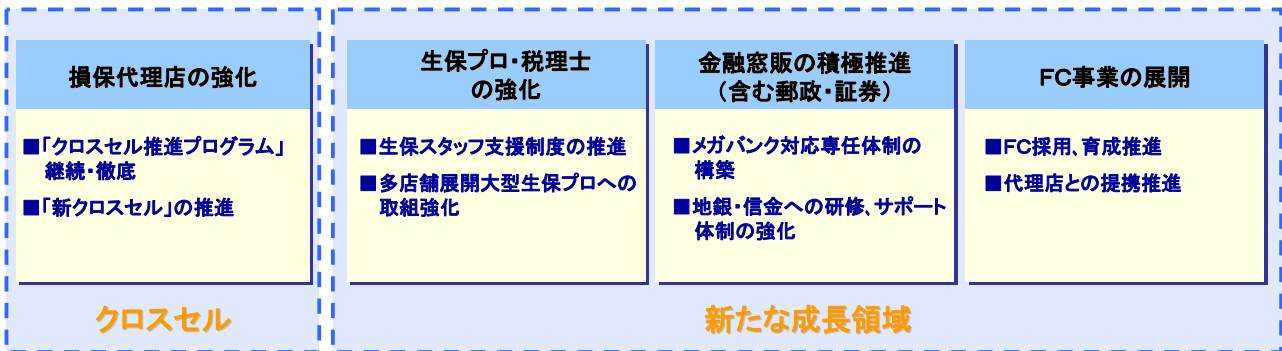 損保代理店の強化
■「クロスセル推進プログラム」
継続・徹底
■「新クロスセル」の推進
クロスセル
生保プロ・税理士
の強化
■生保スタッフ支援制度の推進
■多店舗展開大型生保プロへの
取組強化
金融窓販の積極推進
（含む郵政・証券）
■メガバンク対応専任体制の
構築
■地銀・信金への研修、サポート
体制の強化
ＦＣ事業の展開
■ＦＣ採用、育成推進
■代理店との提携推進
新たな成長領域